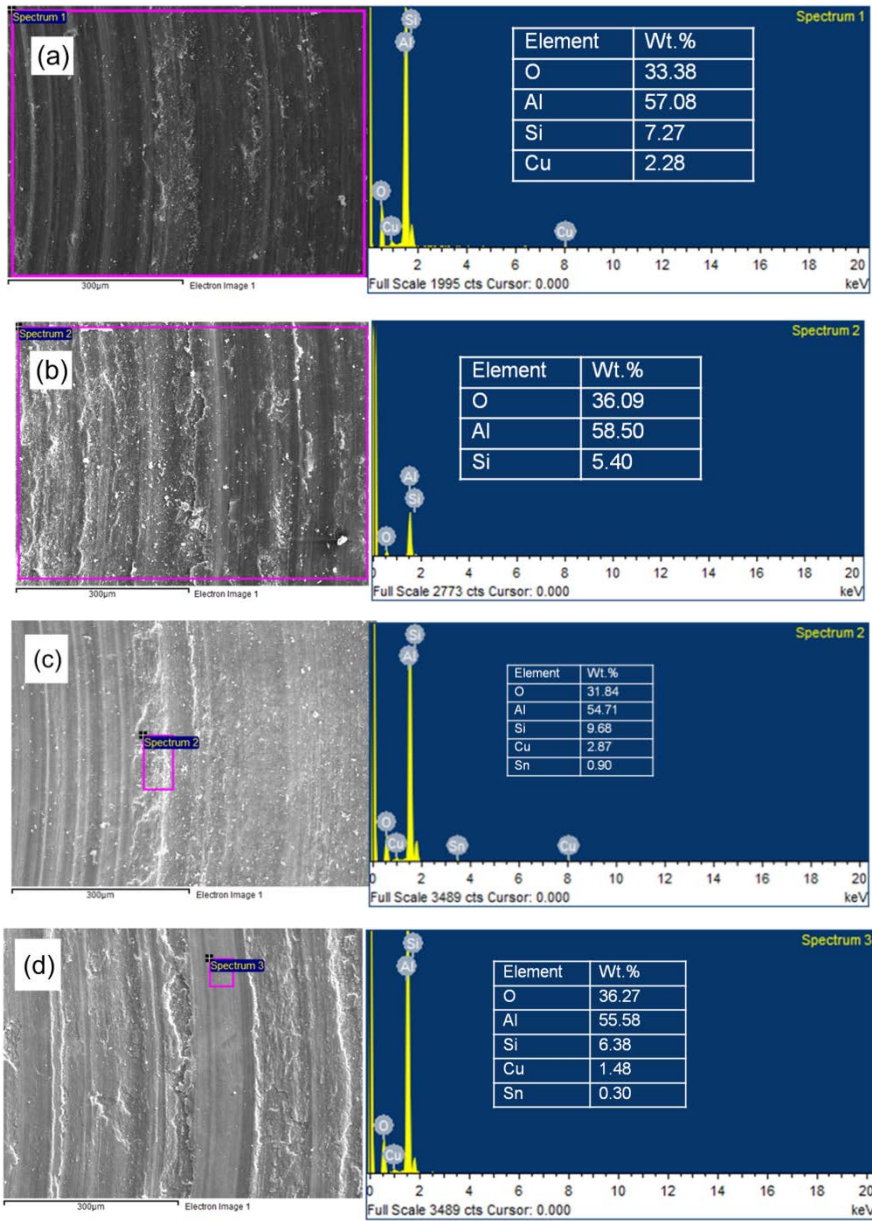 Spectrum 1
(a)
300µm Electron Image 1
Spectrum 1
Si
Al
O
Cu
Cu
Element Wt.%
O 33.38
Al 57.08
Si 7.27
Cu 2.28
0 2 4 6 8 10 12 14 16 18 20
Full Scale 1995 cts Cursor: 0.000 keV
Spectrum 2
(b)
300µm Electron Image 1
Spectrum 2
Al
Si
O
Element Wt.%
O 36.09
Al 58.50
Si 5.40
0 2 4 6 8 10 12 14 16 18 20
Full Scale 2773 cts Cursor: 0.000 keV
(c)
Spectrum 2
300µm Electron Image 1
Spectrum 2
Si
Al
O
Cu
Sn
Cu
Element Wt.%
O 31.84
Al 54.71
Si 9.68
Cu 2.87
Sn 0.90
0 2 4 6 8 10 12 14 16 18 20
Full Scale 3489 cts Cursor: 0.000 keV
(d)
Spectrum 3
300µm Electron Image 1
Spectrum 3
Si
Al
O
Cu
Element Wt.%
O 36.27
Al 55.58
Si 6.38
Cu 1.48
Sn 0.30
0 2 4 6 8 10 12 14 16 18 20
Full Scale 3489 cts Cursor: 0.000 keV